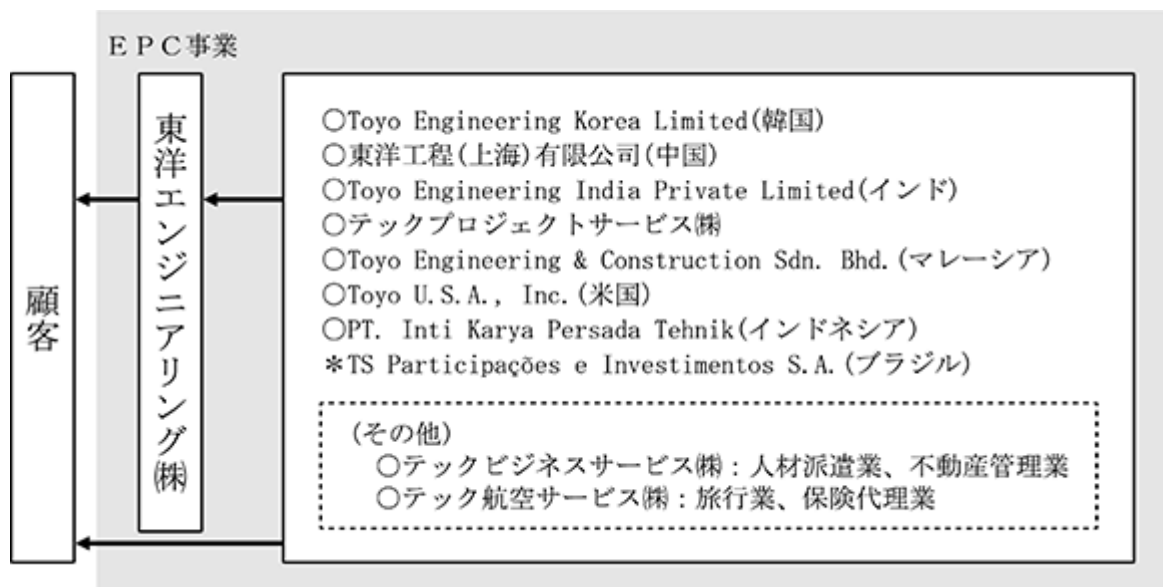 ＥＰＣ事業
顧客
東洋エンジニアリング㈱
○Toyo Engineering Korea Limited(韓国)
○東洋工程(上海)有限公司(中国)
○Toyo Engineering India Private Limited(インド)
○テックプロジェクトサービス㈱
○Toyo Engineering & Construction Sdn. Bhd.(マレーシア)
○Toyo U.S.A., Inc.(米国)
○PT. Inti Karya Persada Tehnik(インドネシア)
＊TS Participações e Investimentos S.A.(ブラジル)
(その他)
○テックビジネスサービス㈱：人材派遣業、不動産管理業
○テック航空サービス㈱：旅行業、保険代理業